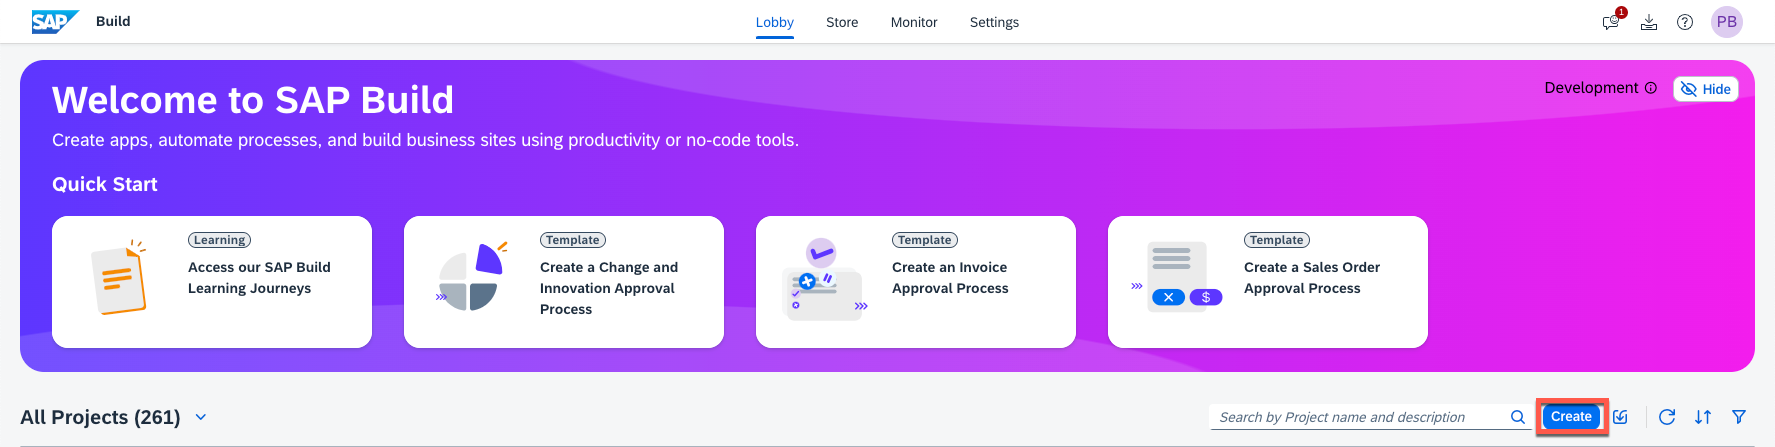 SAP Build
Lobby Store Monitor Settings
1
PB
Welcome to SAP Build
Development
Hide
Create apps, automate processes, and build business sites using productivity or no-code tools.
Quick Start
Learning
Access our SAP Build
Learning Journeys
Template
Create a Change and
Innovation Approval
Process
Template
Create an Invoice
Approval Process
$
Template
Create a Sales Order
Approval Process
All Projects (261)
Search by Project name and description
Create